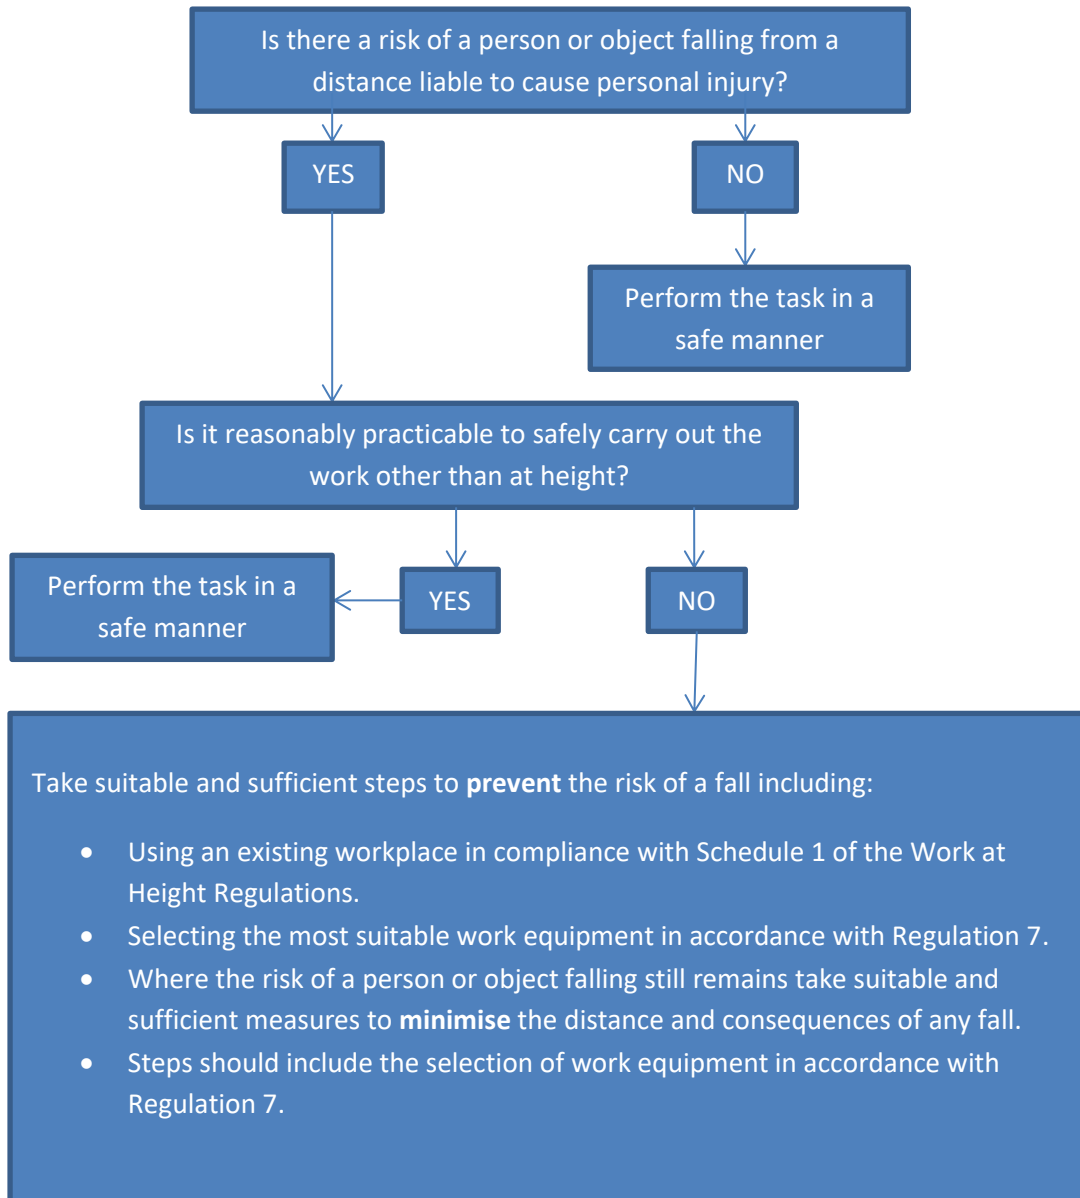 Is there a risk of a person or object falling from a
distance liable to cause personal injury?
YES
NO
Perform the task in a
safe manner
Is it reasonably practicable to safely carry out the
work other than at height?
Perform the task in a
safe manner
YES
NO
Take suitable and sufficient steps to prevent the risk of a fall including:
• Using an existing workplace in compliance with Schedule 1 of the Work at
Height Regulations.
• Selecting the most suitable work equipment in accordance with Regulation 7.
• Where the risk of a person or object falling still remains take suitable and
sufficient measures to minimise the distance and consequences of any fall.
• Steps should include the selection of work equipment in accordance with
Regulation 7.